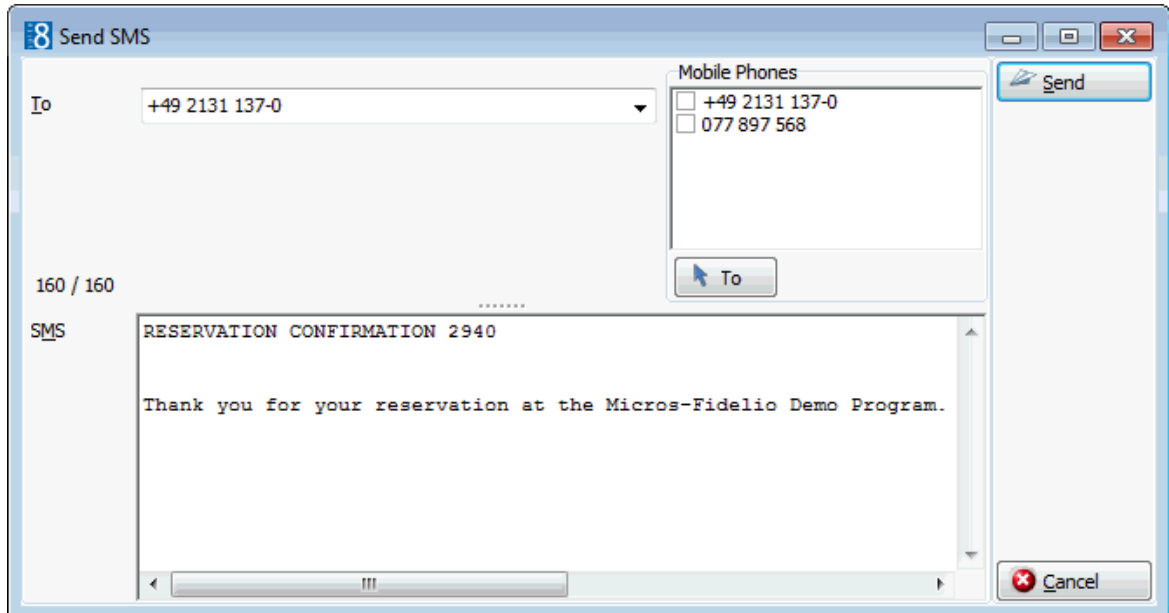 8 Send SMS
To
+49 2131 137-0
Mobile Phones
+49 2131 137-0
077 897 568
To
Send
160 / 160
SMS
RESERVATION CONFIRMATION 2940
Thank you for your reservation at the Micros-Fidelio Demo Program.
Cancel